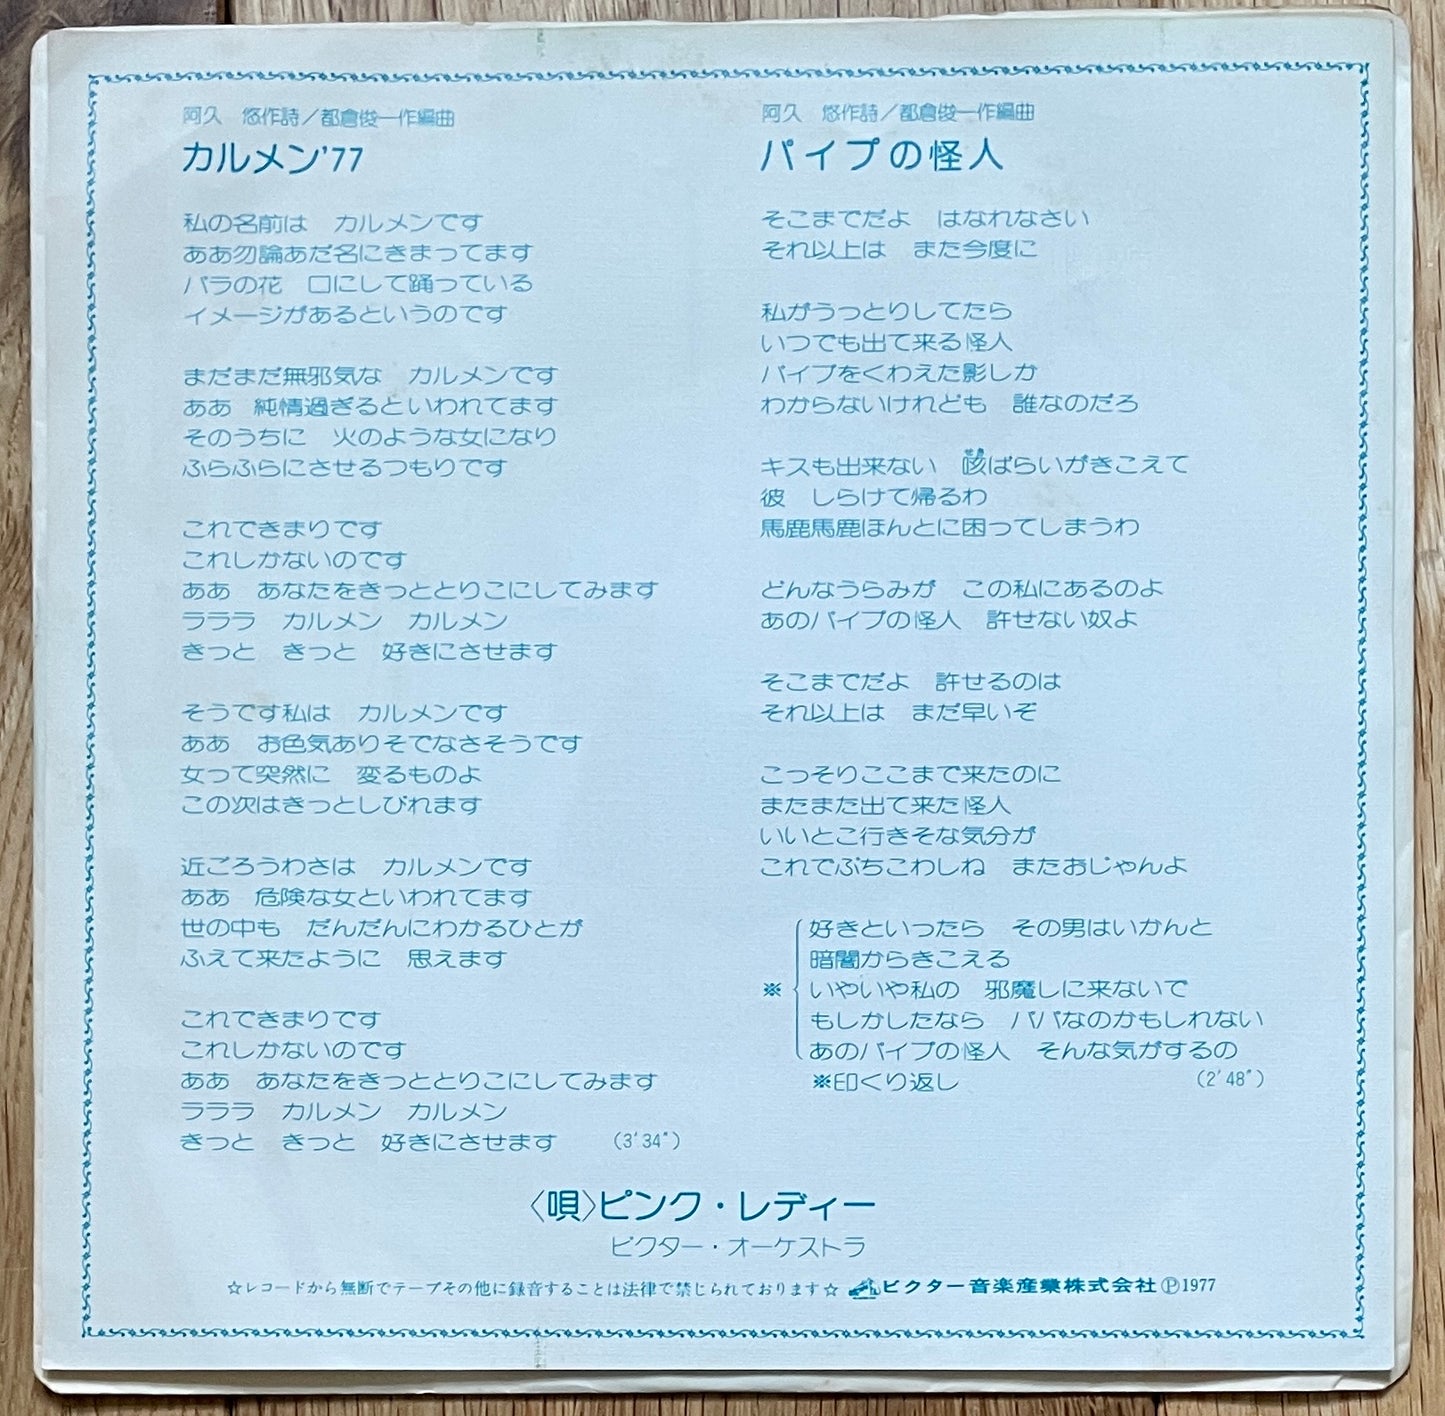 阿久　悠作詩／都倉俊一作編曲
カルメン’77
私の名前は　カルメンです
ああ勿論あだ名にきまってます
バラの花　口にして踊っている
イメージがあるというのです
まだまだ無邪気な　カルメンです
ああ　純情過ぎるといわれてます
そのうちに　火のような女になり
ふらふらにさせるつもりです
これできまりです
これしかないのです
ああ　あなたをきっととりこにしてみます
ラララ　カルメン　カルメン
きっと　きっと　好きにさせます
そうです私は　カルメンです
ああ　お色気ありそでなさそうです
女って突然に　変るものよ
この次はきっとしびれます
近ごろうわさは　カルメンです
ああ　危険な女といわれてます
世の中も　だんだんにわかるひとが
ふえて来たように　思えます
これできまりです
これしかないのです
ああ　あなたをきっととりこにしてみます
ラララ　カルメン　カルメン
きっと　きっと　好きにさせます　（3′34″）
阿久　悠作詩／都倉俊一作編曲
パイプの怪人
そこまでだよ　はなれなさい
それ以上は　また今度に
私がうっとりしてたら
いつでも出て来る怪人
パイプをくわえた影しか
わからないけれども　誰なのだろ
キスも出来ない　咳ばらいがきこえて
彼　しらけて帰るわ
馬鹿馬鹿ほんとに困ってしまうわ
どんなうらみが　この私にあるのよ
あのパイプの怪人　許せない奴よ
そこまでだよ　許せるのは
それ以上は　まだ早いぞ
こっそりここまで来たのに
またまた出て来た怪人
いいとこ行きそな気分が
これでぶちこわしね　またおじゃんよ
好きといったら　その男はいかんと
暗闇からきこえる
※ いやいや私の　邪魔しに来ないで
もしかしたなら　パパなのかもしれない
あのパイプの怪人　そんな気がするの
※印くり返し　（2′48″）
〈唄〉ピンク・レディー
ビクター・オーケストラ
☆レコードから無断でテープその他に録音することは法律で禁じられております☆ ビクター音楽産業株式会社Ⓟ1977